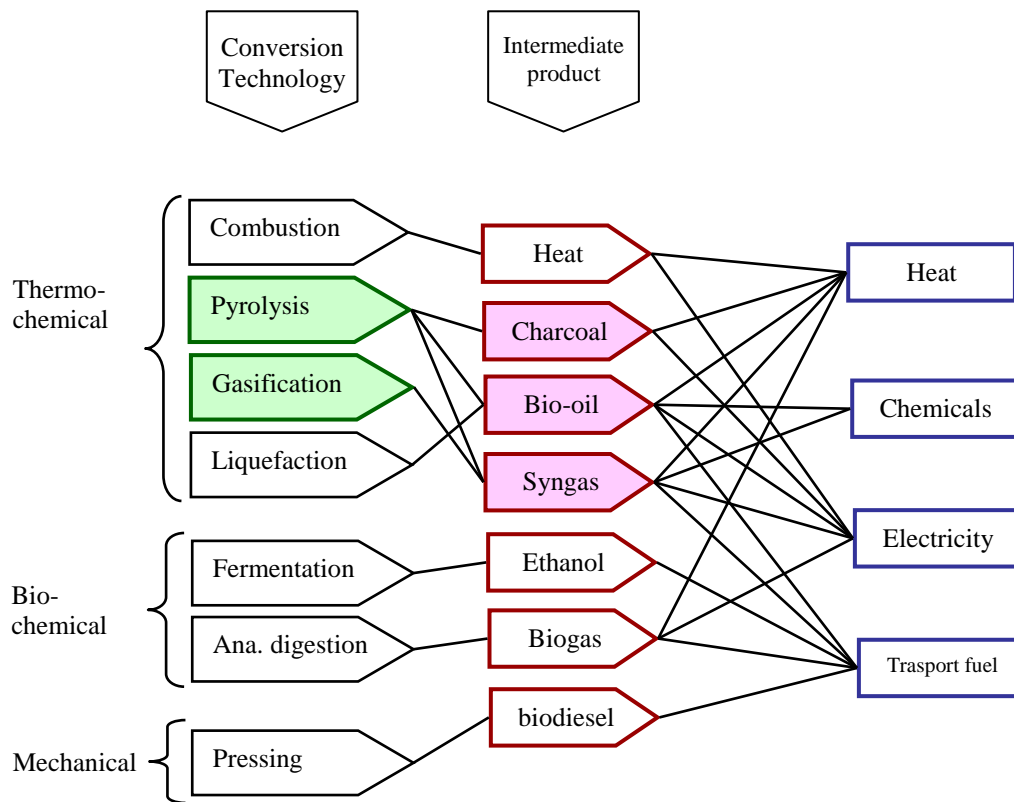 Conversion
Technology
Intermediate
product
Thermo-
chemical
Combustion
Pyrolysis
Gasification
Liquefaction
Heat
Charcoal
Bio-oil
Syngas
Heat
Chemicals
Electricity
Trasport fuel
Bio-
chemical
Fermentation
Ana. digestion
Ethanol
Biogas
Mechanical
Pressing
biodiesel